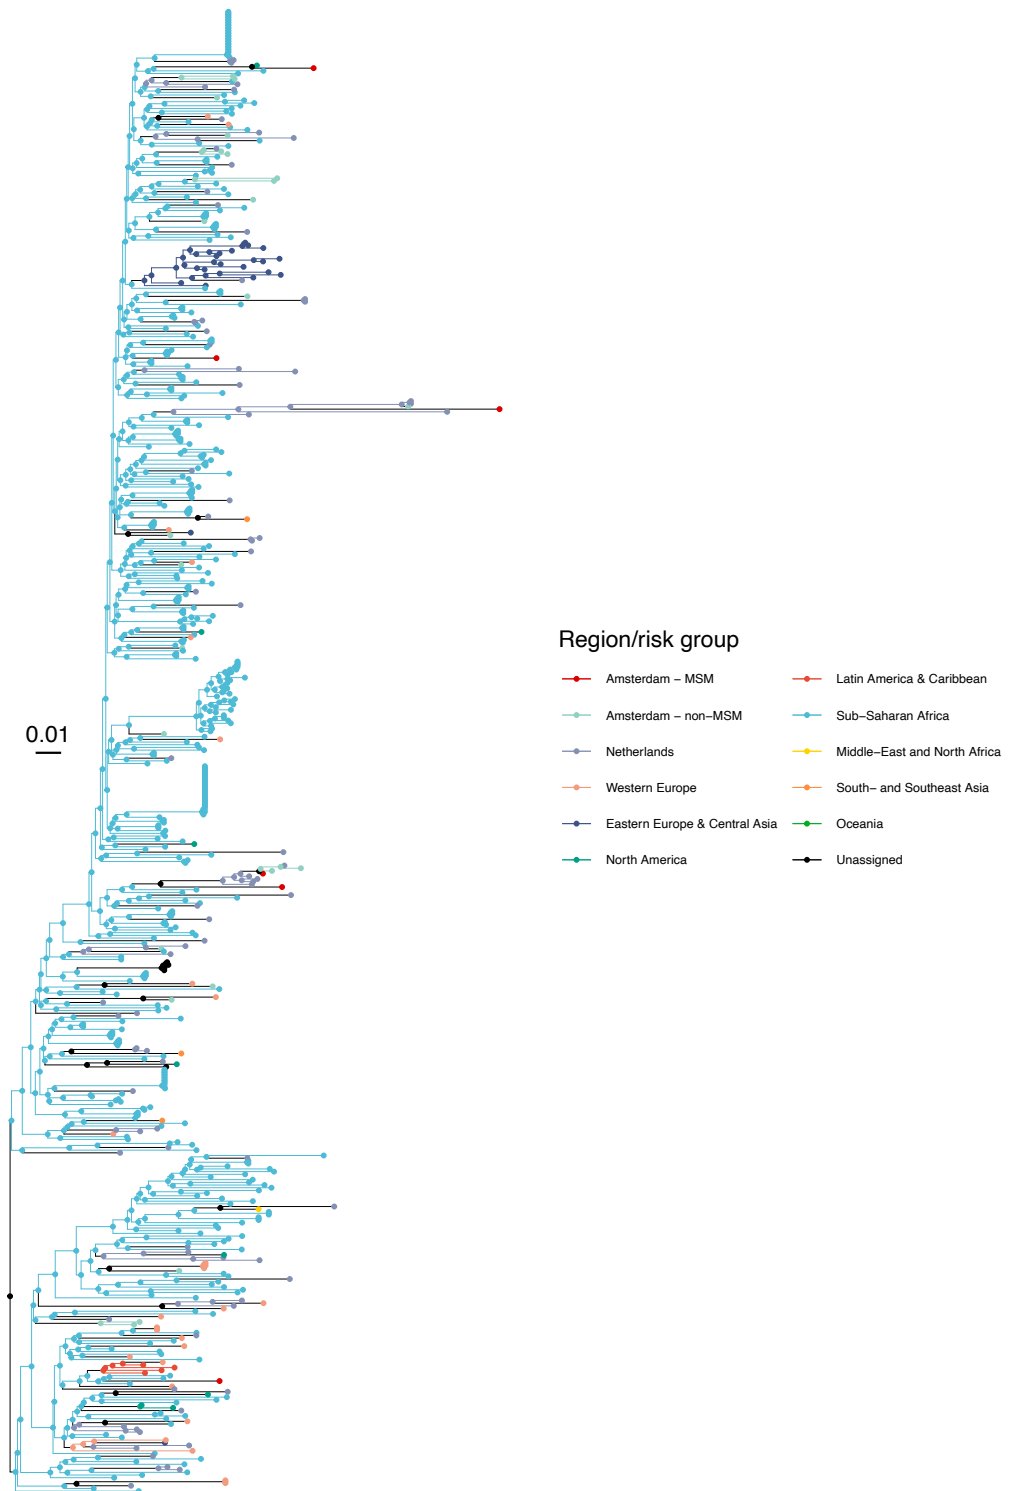 Region/risk group
Amsterdam − MSM
Latin America & Caribbean
Amsterdam − non−MSM
Sub−Saharan Africa
0.01
Netherlands
Middle−East and North Africa
Western Europe
South− and Southeast Asia
Eastern Europe & Central Asia
Oceania
North America
Unassigned